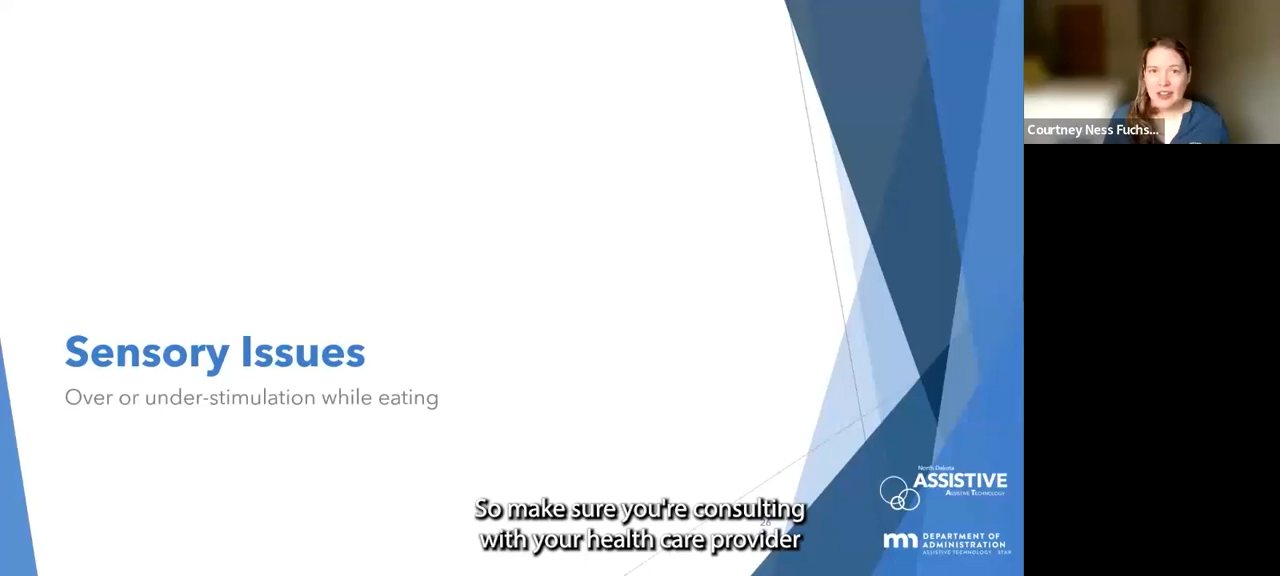 Courtney Ness Fuchs...
Sensory Issues
Over or under-stimulation while eating
North Dakota
ASSISTIVE
ASSISTIVE TECHNOLOGY
So make sure you're consulting
26
with your health care provider
mn DEPARTMENT OF
ADMINISTRATION
ASSISTIVE TECHNOLOGY - STAR